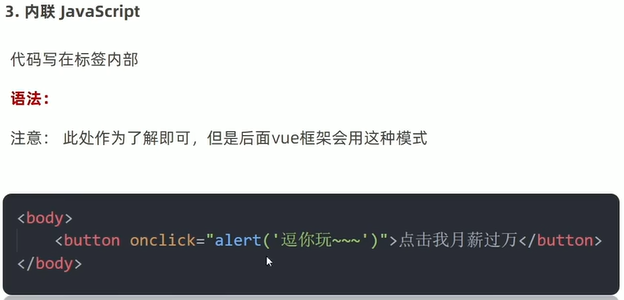 3. 内联 JavaScript
代码写在标签内部
语法：
注意： 此处作为了解即可，但是后面vue框架会用这种模式
<body>
    <button onclick="alert('逗你玩~~~')">点击我月薪过万</button>
</body>